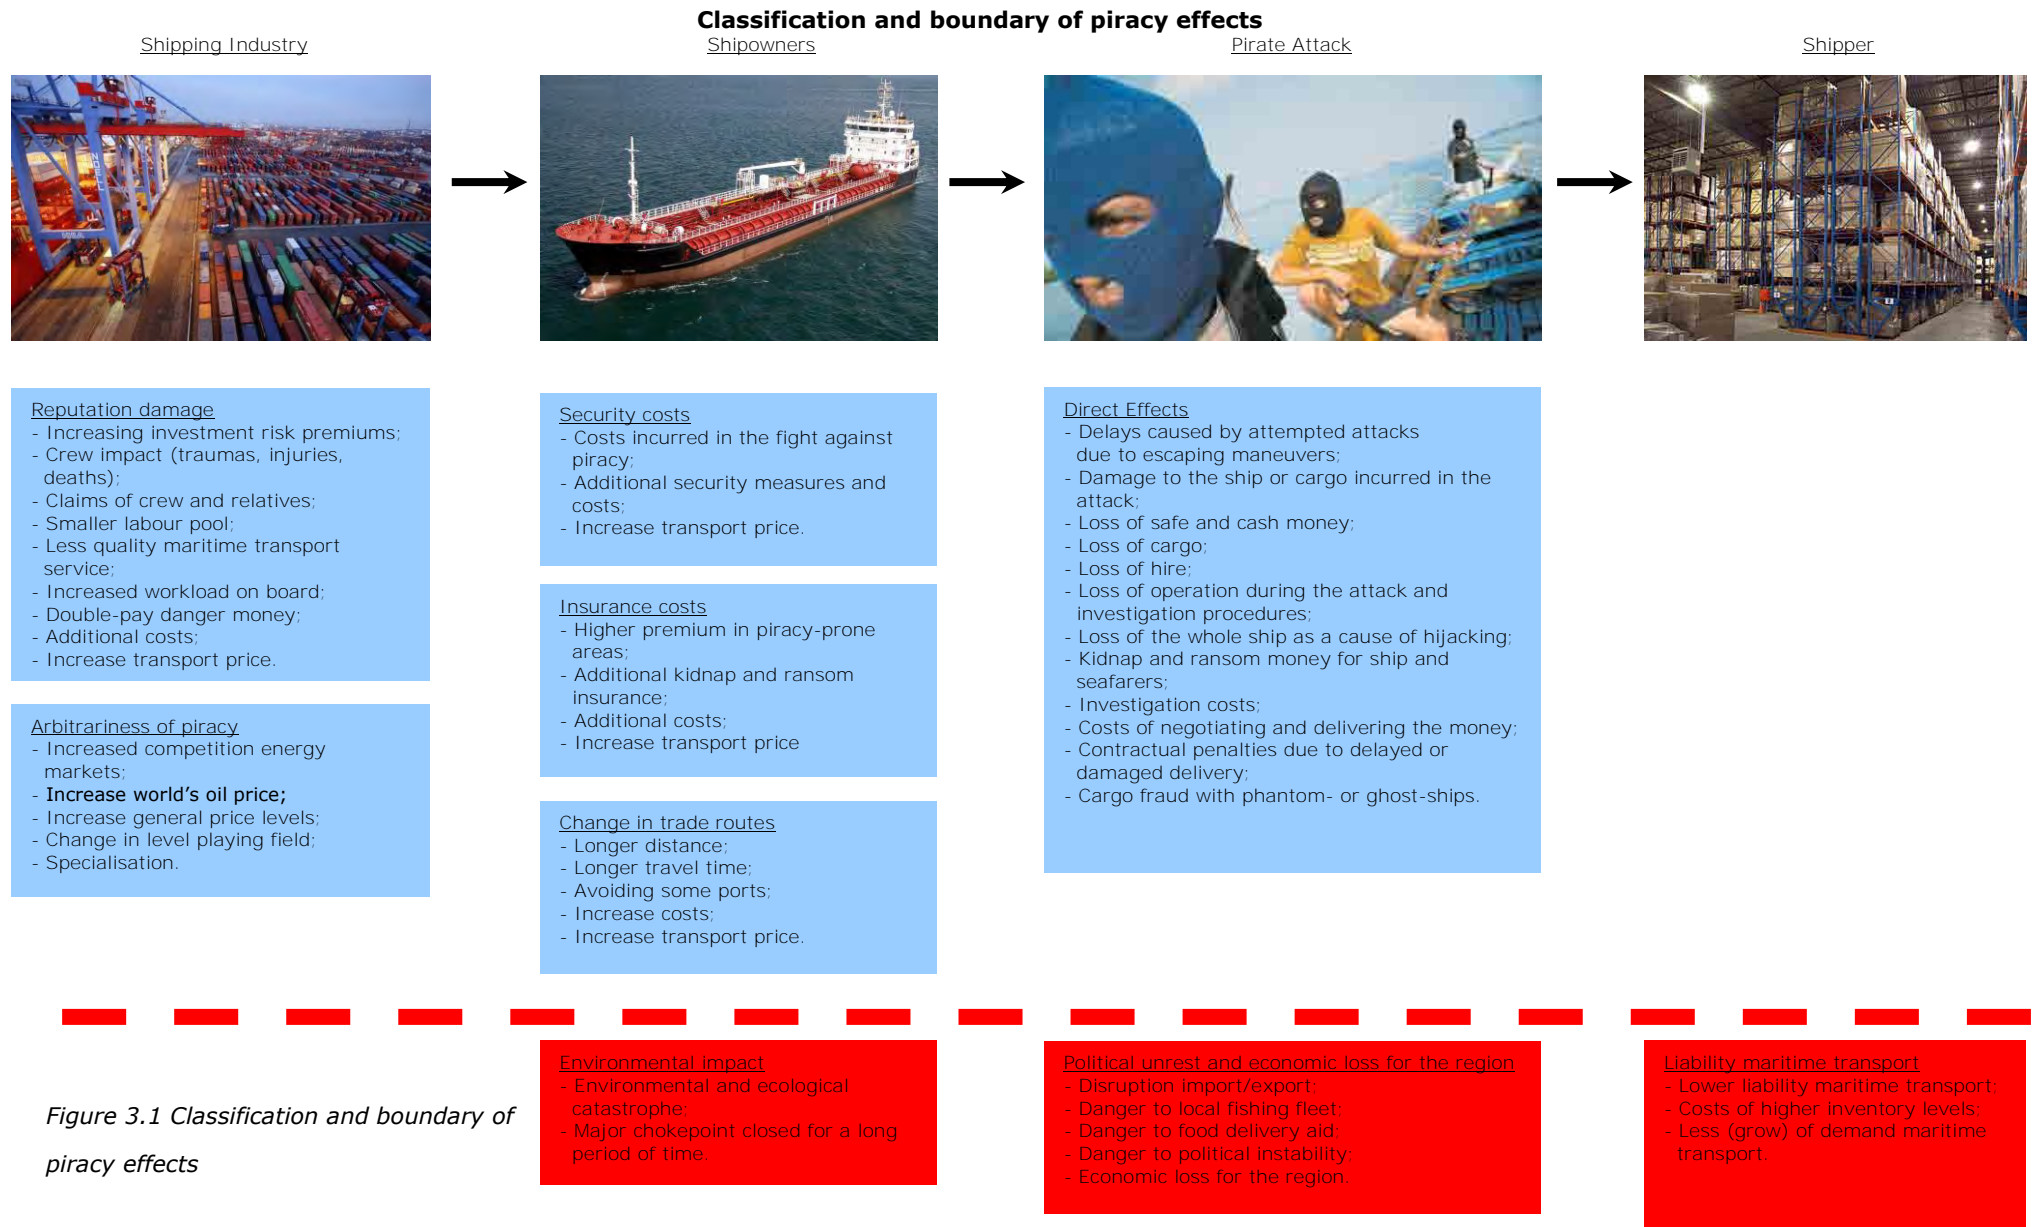 Classification and boundary of piracy effects
Shipping Industry
Shipowners
Pirate Attack
Shipper
Reputation damage
- Increasing investment risk premiums;
- Crew impact (traumas, injuries,
deaths);
- Claims of crew and relatives;
- Smaller labour pool;
- Less quality maritime transport
service;
- Increased workload on board;
- Double-pay danger money;
- Additional costs;
- Increase transport price.
Arbitrariness of piracy
- Increased competition energy
markets;
- Increase world’s oil price;
- Increase general price levels;
- Change in level playing field;
- Specialisation.
Security costs
- Costs incurred in the fight against
piracy;
- Additional security measures and
costs;
- Increase transport price.
Insurance costs
- Higher premium in piracy-prone
areas;
- Additional kidnap and ransom
insurance;
- Additional costs;
- Increase transport price
Change in trade routes
- Longer distance;
- Longer travel time;
- Avoiding some ports;
- Increase costs;
- Increase transport price.
Direct Effects
- Delays caused by attempted attacks
due to escaping maneuvers;
- Damage to the ship or cargo incurred in the
attack;
- Loss of safe and cash money;
- Loss of cargo;
- Loss of hire;
- Loss of operation during the attack and
investigation procedures;
- Loss of the whole ship as a cause of hijacking;
- Kidnap and ransom money for ship and
seafarers;
- Investigation costs;
- Costs of negotiating and delivering the money;
- Contractual penalties due to delayed or
damaged delivery;
- Cargo fraud with phantom- or ghost-ships.
Environmental impact
- Environmental and ecological
catastrophe;
- Major chokepoint closed for a long
period of time.
Political unrest and economic loss for the region
- Disruption import/export;
- Danger to local fishing fleet;
- Danger to food delivery aid;
- Danger to political instability;
- Economic loss for the region.
Liability maritime transport
- Lower liability maritime transport;
- Costs of higher inventory levels;
- Less (grow) of demand maritime
transport.
Figure 3.1 Classification and boundary of
piracy effects